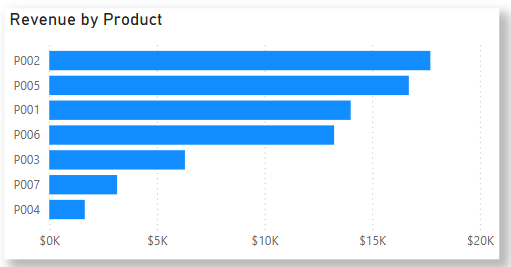 Revenue by Product
P002
P005
P001
P006
P003
P007
P004
$0K $5K $10K $15K $20K